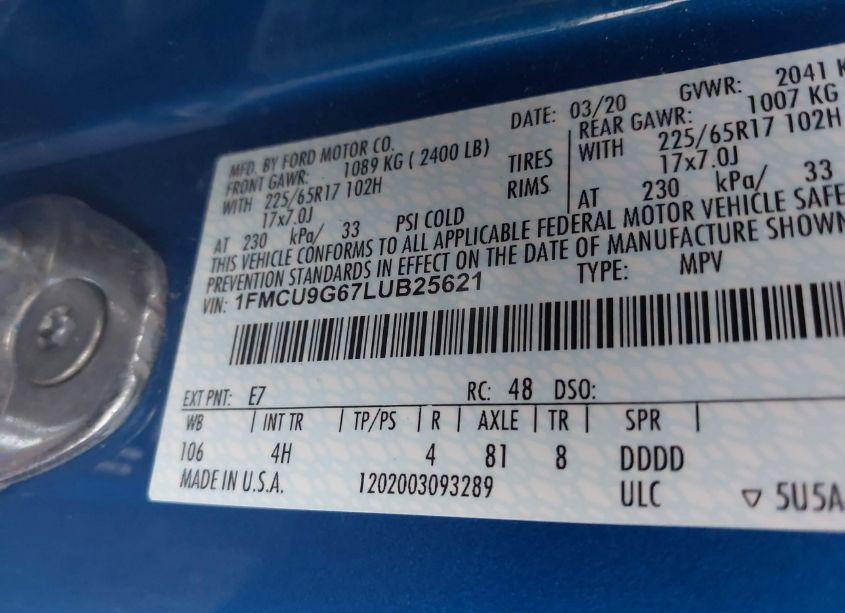 MFD. BY FORD MOTOR CO.
DATE: 03/20 GVWR: 2041 K
FRONT GAWR: 1089 KG ( 2400 LB) REAR GAWR: 1007 KG
WITH 225/65R17 102H TIRES WITH 225/65R17 102H
17x7.0J RIMS 17x7.0J
AT 230 kPa/ 33 PSI COLD AT 230 kPa/ 33
THIS VEHICLE CONFORMS TO ALL APPLICABLE FEDERAL MOTOR VEHICLE SAFE
PREVENTION STANDARDS IN EFFECT ON THE DATE OF MANUFACTURE SHOWN
VIN: 1FMCU9G67LUB25621 TYPE: MPV
EXT PNT: E7 RC: 48 DSO:
WB INT TR TP/PS R AXLE TR SPR
106 4H 4 81 8 DDDD
MADE IN U.S.A. 1202003093289 ULC ▽ 5U5A